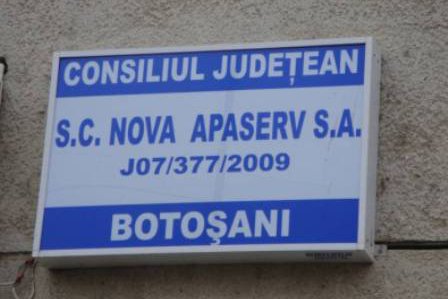 CONSILIUL JUDEȚEAN
S.C. NOVA APASERV S.A.
J07/377/2009
BOTOŞANI